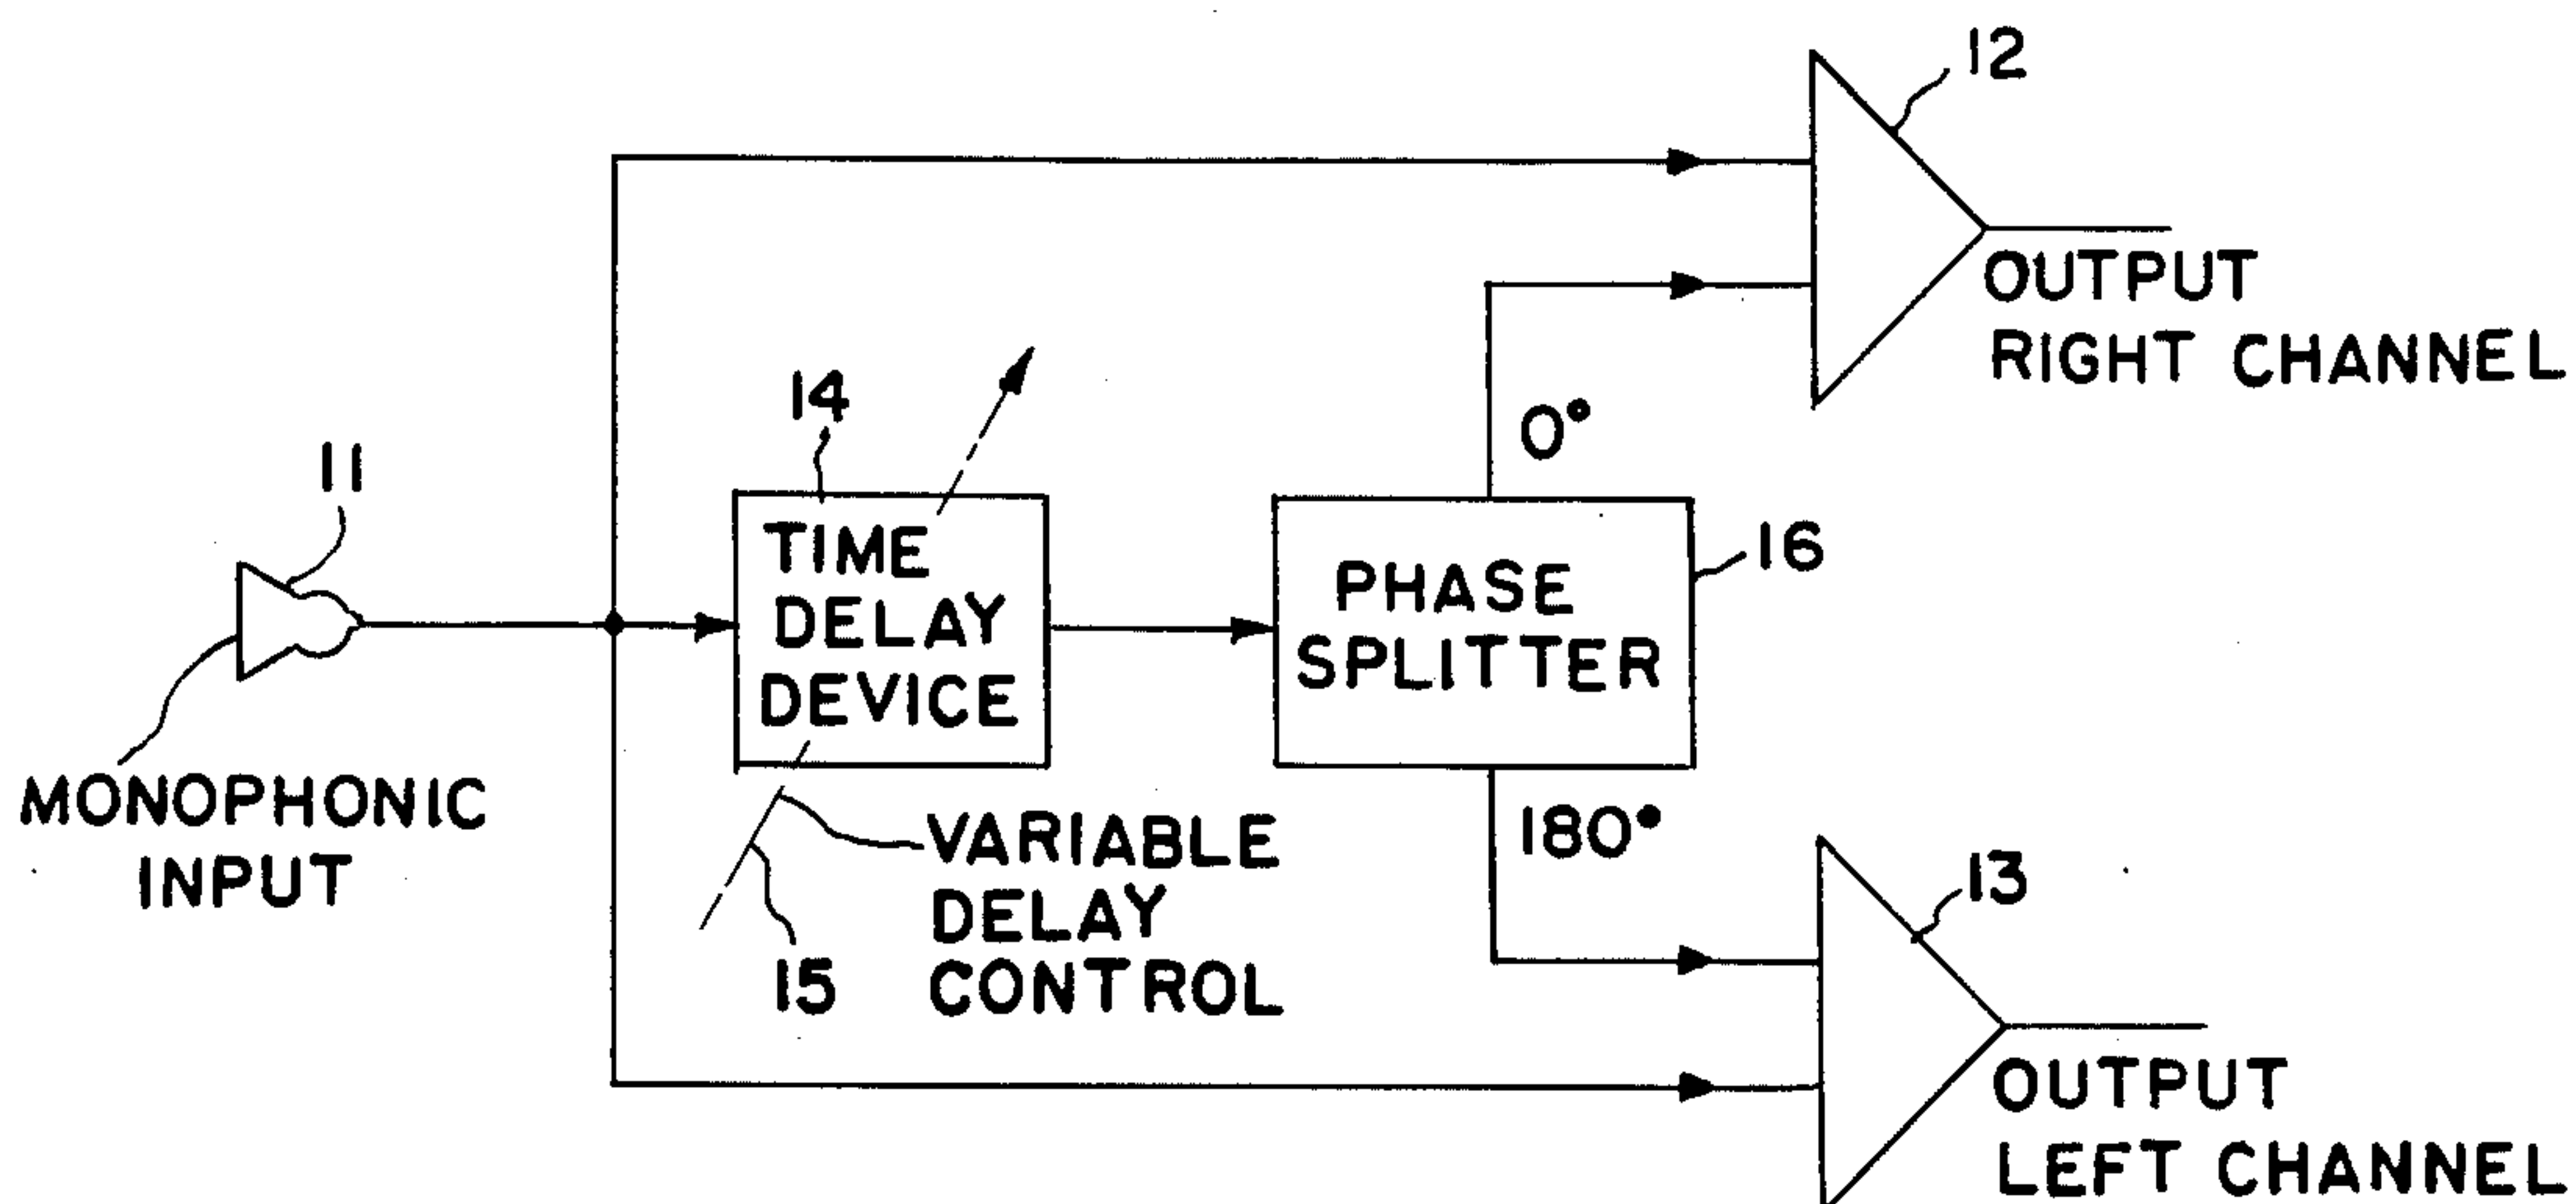 12
OUTPUT
RIGHT CHANNEL
14
0°
11
TIME
DELAY
DEVICE
PHASE
SPLITTER
16
MONOPHONIC
INPUT
180°
VARIABLE
DELAY
CONTROL
15
13
OUTPUT
LEFT CHANNEL